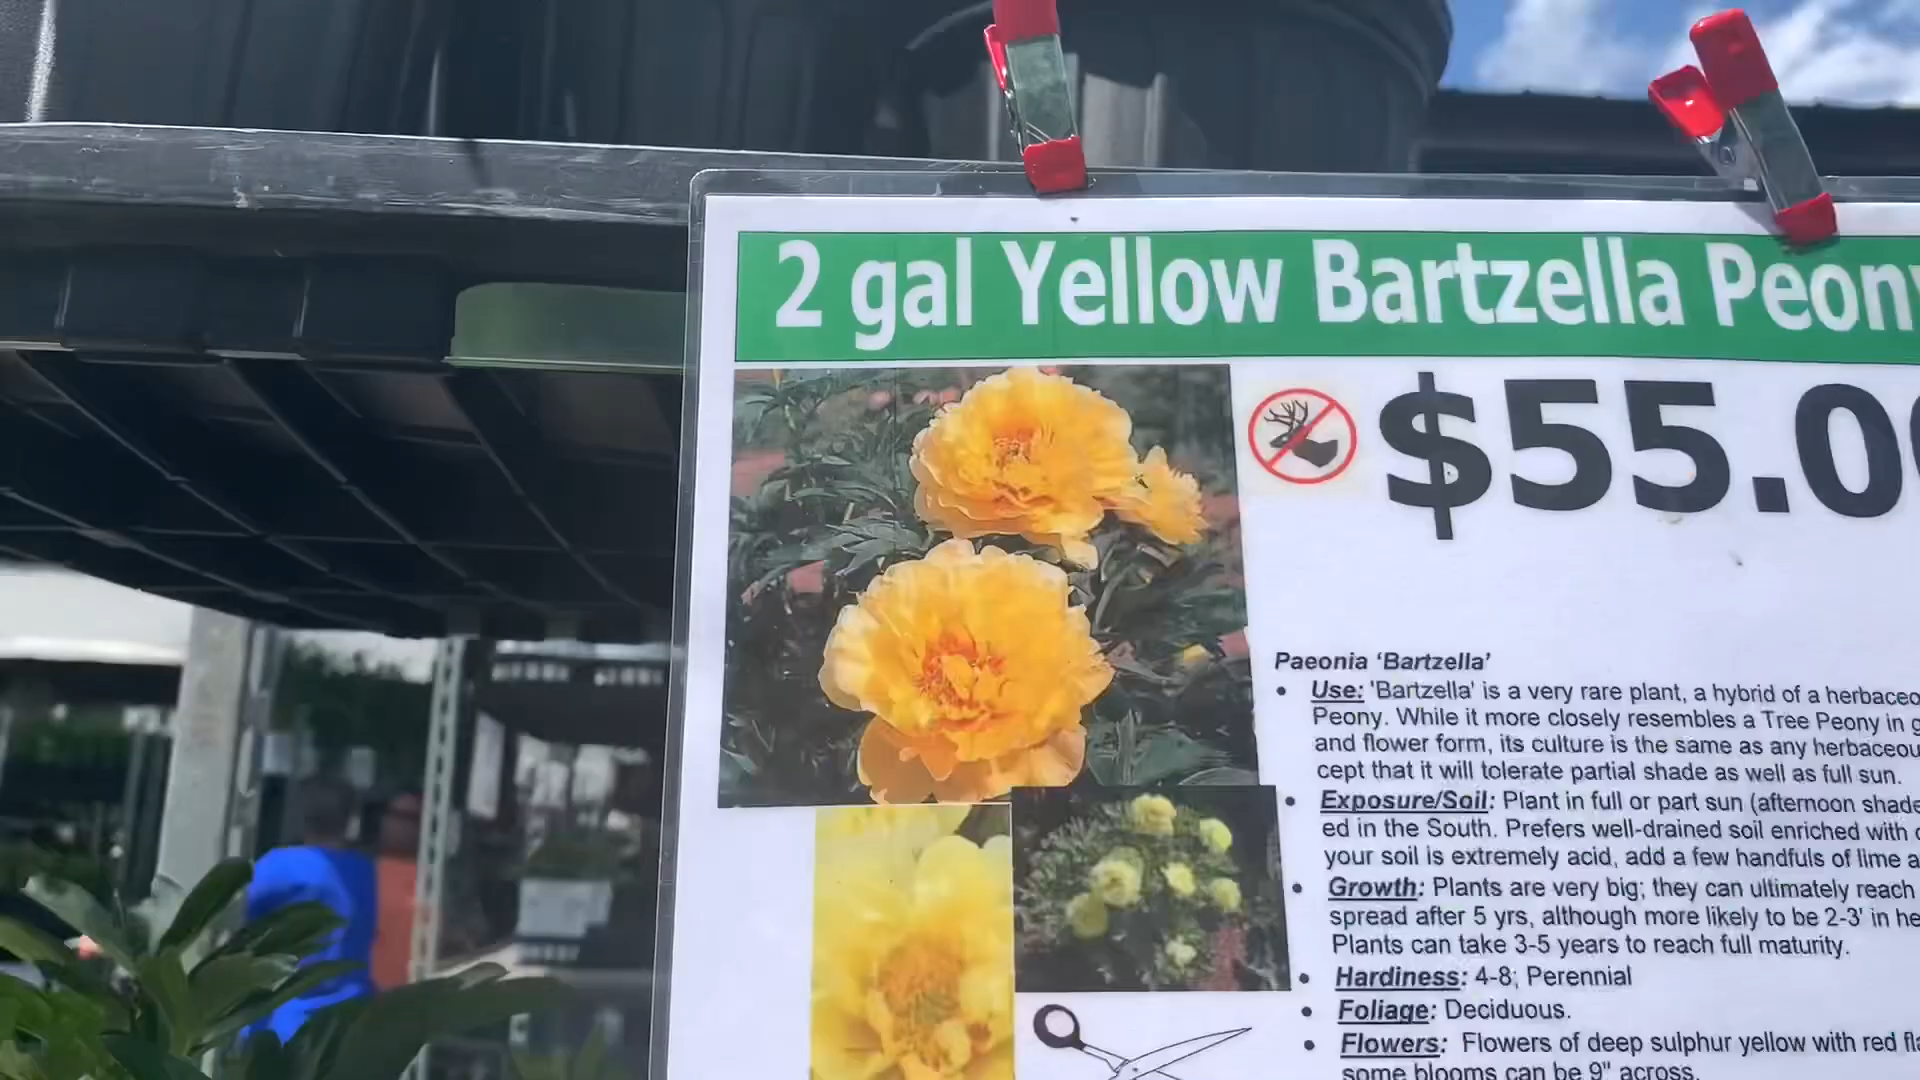 2 gal Yellow Bartzella Peony
$55.0
Paeonia ‘Bartzella’
• Use: 'Bartzella' is a very rare plant, a hybrid of a herbaceo
Peony. While it more closely resembles a Tree Peony in g
and flower form, its culture is the same as any herbaceou
cept that it will tolerate partial shade as well as full sun.
• Exposure/Soil: Plant in full or part sun (afternoon shade
ed in the South. Prefers well-drained soil enriched with
your soil is extremely acid, add a few handfuls of lime a
• Growth: Plants are very big; they can ultimately reach
spread after 5 yrs, although more likely to be 2-3' in he
Plants can take 3-5 years to reach full maturity.
• Hardiness: 4-8; Perennial
• Foliage: Deciduous.
• Flowers: Flowers of deep sulphur yellow with red fla
some blooms can be 9" across.